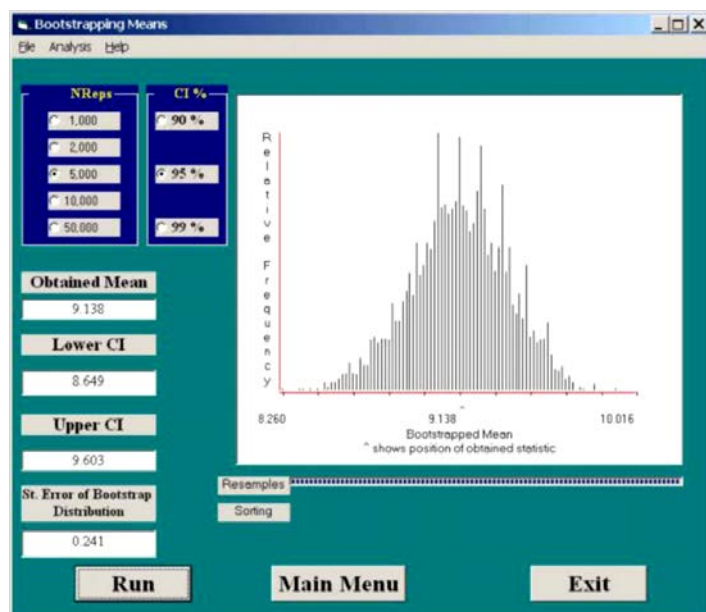 Bootstrapping Means
File Analysis Help
NReps
1,000
2,000
5,000
10,000
50,000
CI %
90 %
95 %
99 %
Obtained Mean
9.138
Lower CI
8.649
Upper CI
9.603
St. Error of Bootstrap
Distribution
0.241
Relative Frequency
8.260 9.138 10.016
Bootstrapped Mean
^ shows position of obtained statistic
Resamples
Sorting
Run Main Menu Exit